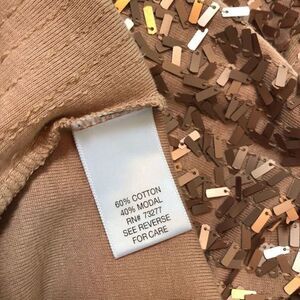 60% COTTON
40% MODAL
RN# 73277
SEE REVERSE
FOR CARE